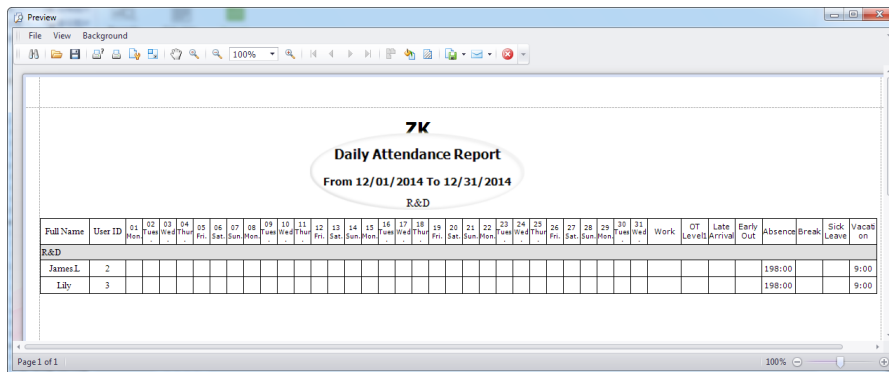 Preview
File View Background
100%
ZK
Daily Attendance Report
From 12/01/2014 To 12/31/2014
R&D
Full Name User ID 01 Mon. 02 Tues. 03 Wed. 04 Thur. 05 Fri. 06 Sat. 07 Sun. 08 Mon. 09 Tues. 10 Wed. 11 Thur. 12 Fri. 13 Sat. 14 Sun. 15 Mon. 16 Tues. 17 Wed. 18 Thur. 19 Fri. 20 Sat. 21 Sun. 22 Mon. 23 Tues. 24 Wed. 25 Thur. 26 Fri. 27 Sat. 28 Sun. 29 Mon. 30 Tues. 31 Wed. Work OT Level1 Late Arrival Early Out Absence Break Sick Leave Vacation
R&D
James.L 2 198:00 9:00
Lily 3 198:00 9:00
Page 1 of 1 100%